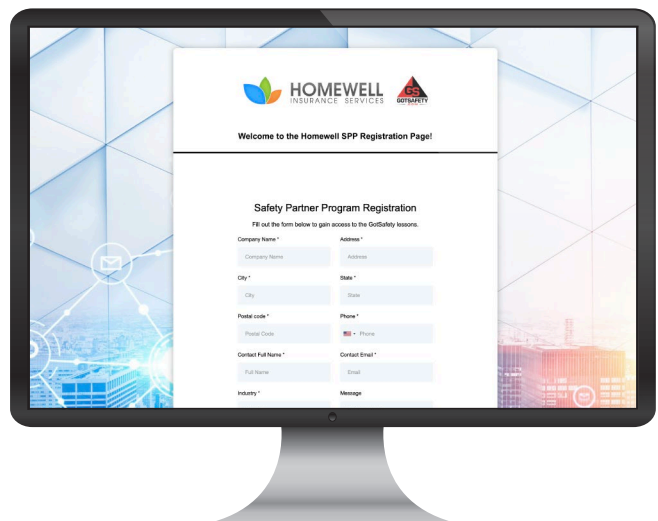 HOMEWELL
INSURANCE SERVICES
GS
GOTSAFETY
Welcome to the Homewell SPP Registration Page!
Safety Partner Program Registration
Fill out the form below to gain access to the GotSafety lessons.
Company Name * Address *
Company Name Address
City * State *
City State
Postal code * Phone *
Postal Code Phone
Contact Full Name * Contact Email *
Full Name Email
Industry * Message